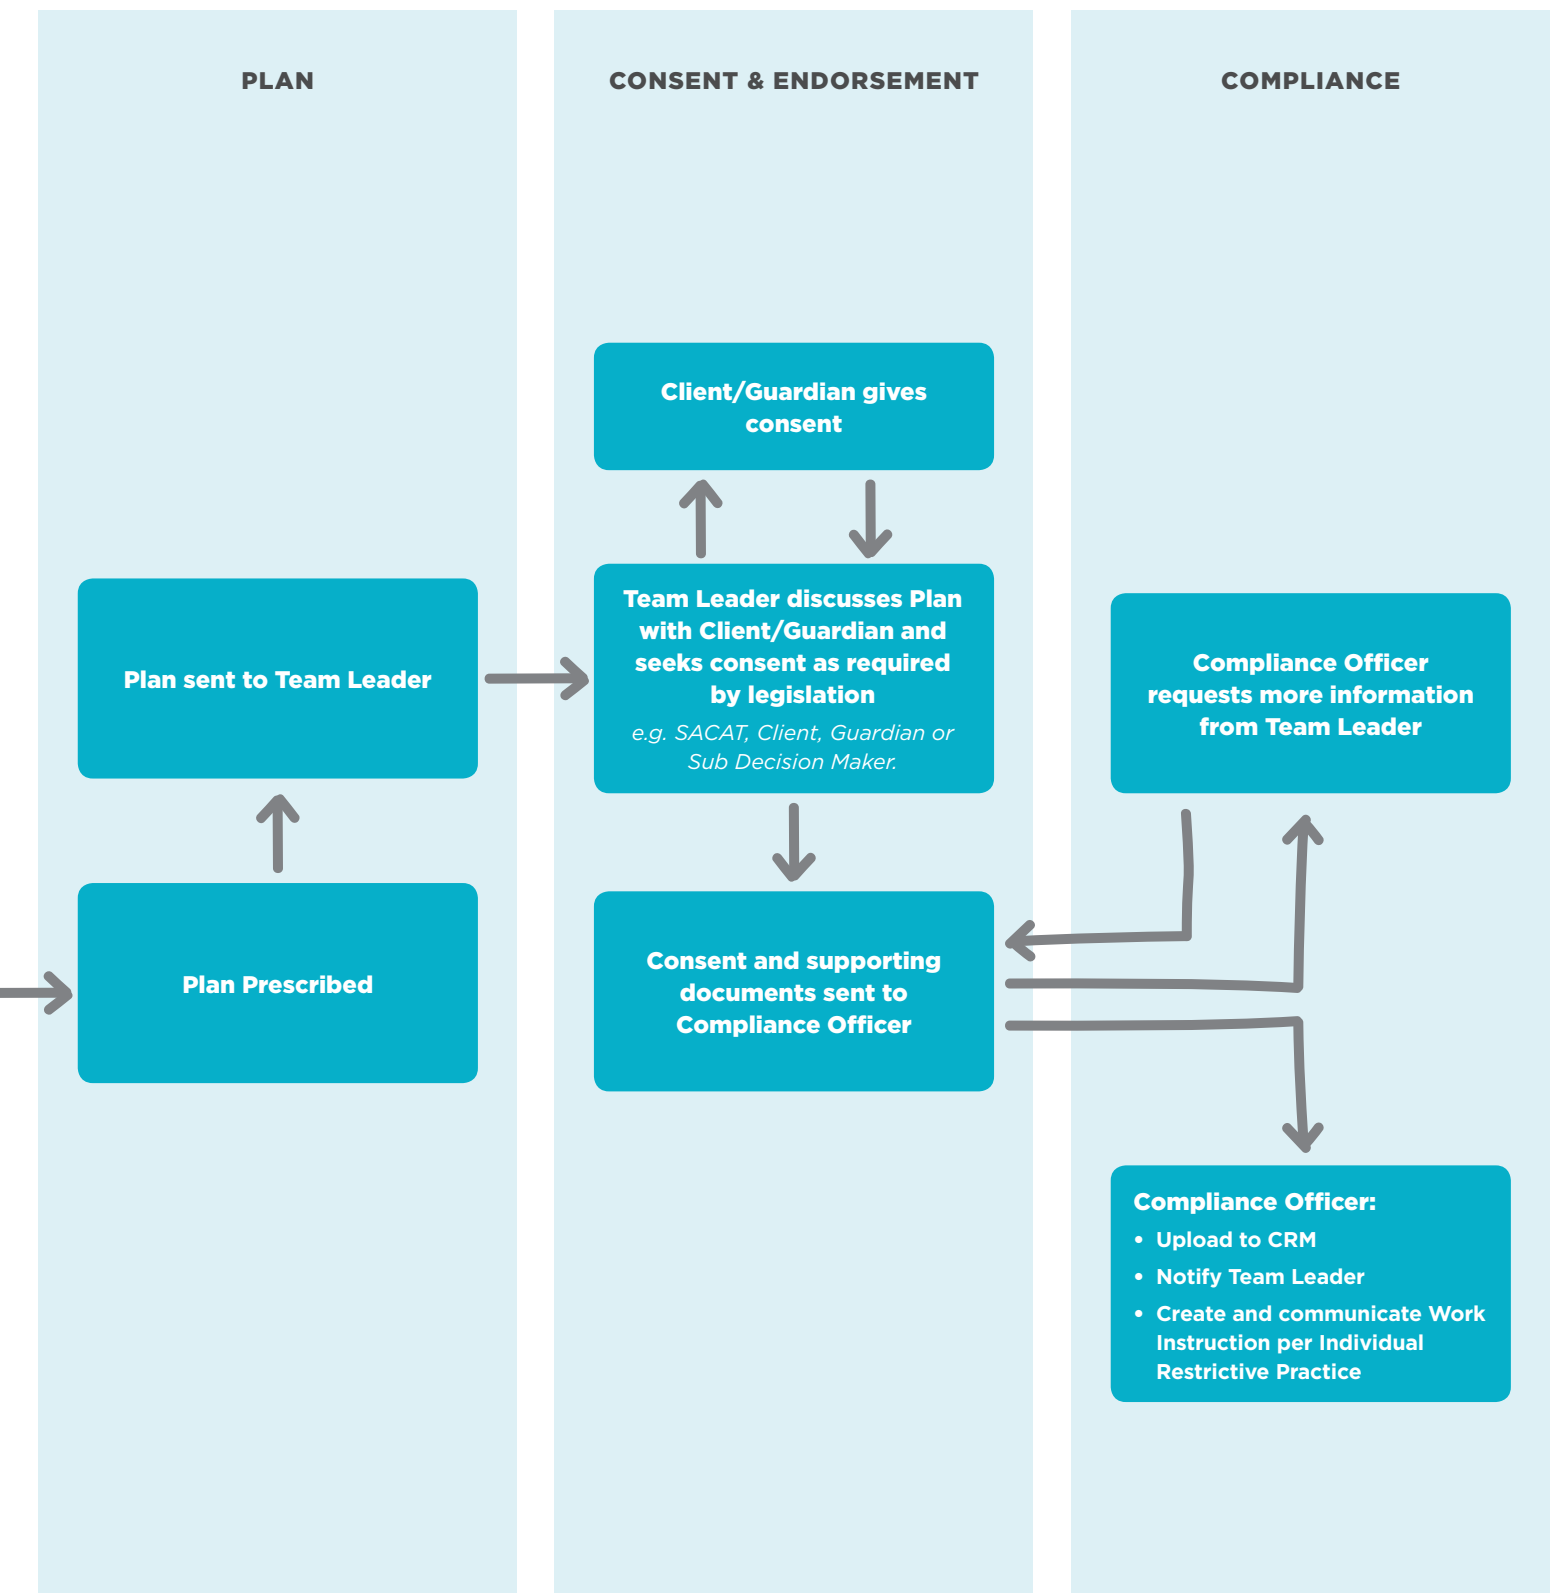 PLAN
Plan sent to Team Leader
Plan Prescribed
CONSENT & ENDORSEMENT
Client/Guardian gives
consent
Team Leader discusses Plan
with Client/Guardian and
seeks consent as required
by legislation
e.g. SACAT, Client, Guardian or
Sub Decision Maker.
Consent and supporting
documents sent to
Compliance Officer
COMPLIANCE
Compliance Officer
requests more information
from Team Leader
Compliance Officer:
• Upload to CRM
• Notify Team Leader
• Create and communicate Work
Instruction per Individual
Restrictive Practice